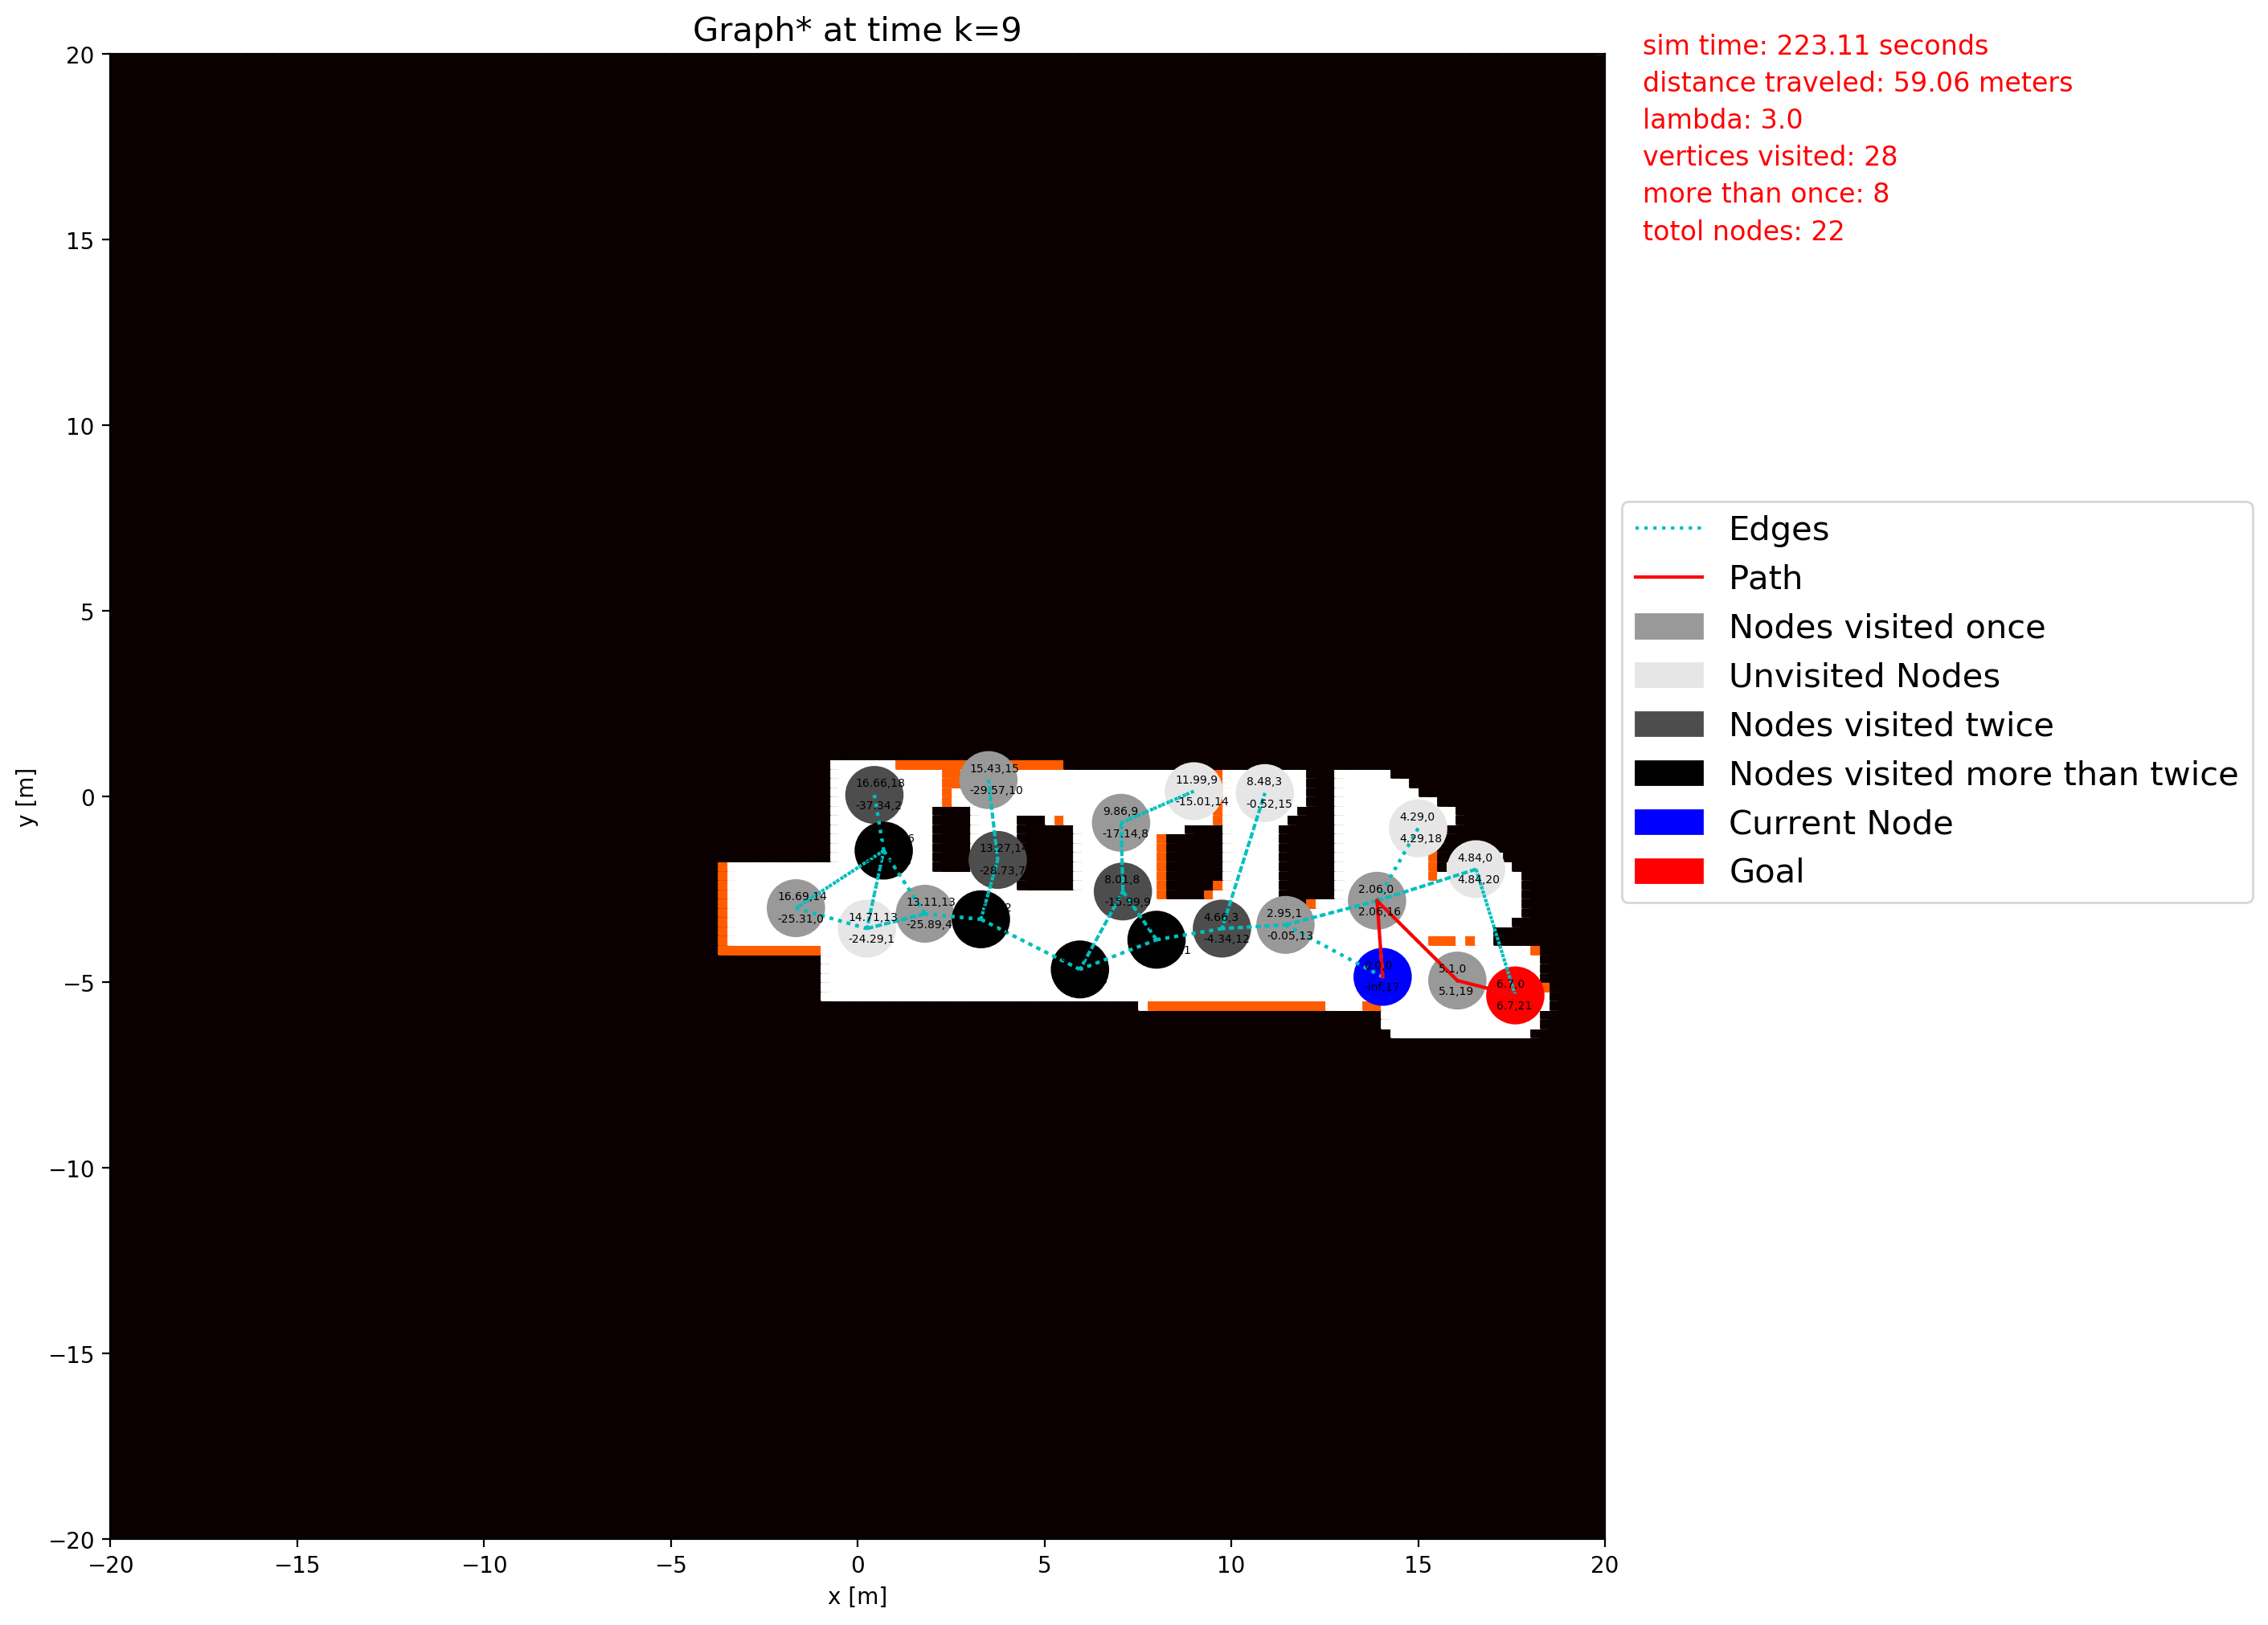 Graph* at time k=9
sim time: 223.11 seconds
distance traveled: 59.06 meters
lambda: 3.0
vertices visited: 28
more than once: 8
totol nodes: 22
20
15
10
5
0
−5
−10
−15
−20
y [m]
−20
−15
−10
−5
0
5
10
15
20
x [m]
Edges
Path
Nodes visited once
Unvisited Nodes
Nodes visited twice
Nodes visited more than twice
Current Node
Goal
16.66,18
-37.34,2
15.43,15
-29.57,10
11.99,9
-15.01,14
8.48,3
-0.52,15
9.86,9
-17.14,8
4.29,0
4.29,18
13.27,14
-28.73,7
4.84,0
4.84,20
8.01,8
-15.99,9
2.06,0
2.06,16
16.69,14
-25.31,0
14.71,13
-24.29,1
13.11,13
-25.89,4
4.66,3
-4.34,12
2.95,1
-0.05,13
0.0,0
-inf,17
5.1,0
5.1,19
6.7,0
6.7,21